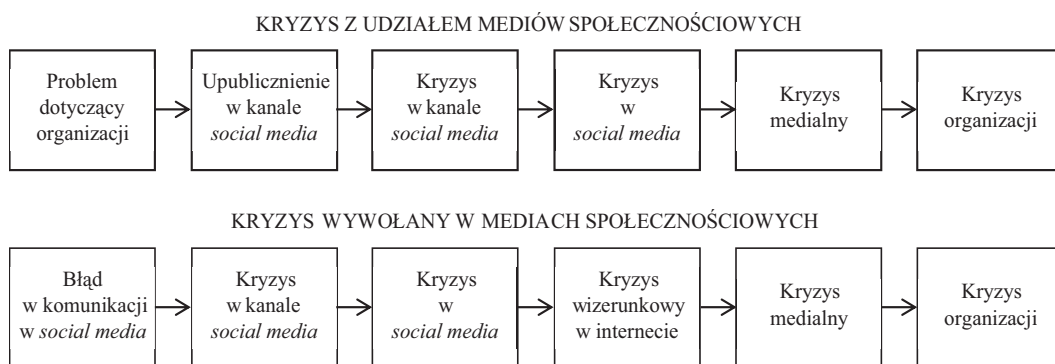 KRYZYS Z UDZIAŁEM MEDIÓW SPOŁECZNOŚCIOWYCH
Problem
dotyczący
organizacji
Upublicznienie
w kanale
social media
Kryzys
w kanale
social media
Kryzys
w
social media
Kryzys
medialny
Kryzys
organizacji
KRYZYS WYWOŁANY W MEDIACH SPOŁECZNOŚCIOWYCH
Błąd
w komunikacji
w social media
Kryzys
w kanale
social media
Kryzys
w
social media
Kryzys
wizerunkowy
w internecie
Kryzys
medialny
Kryzys
organizacji